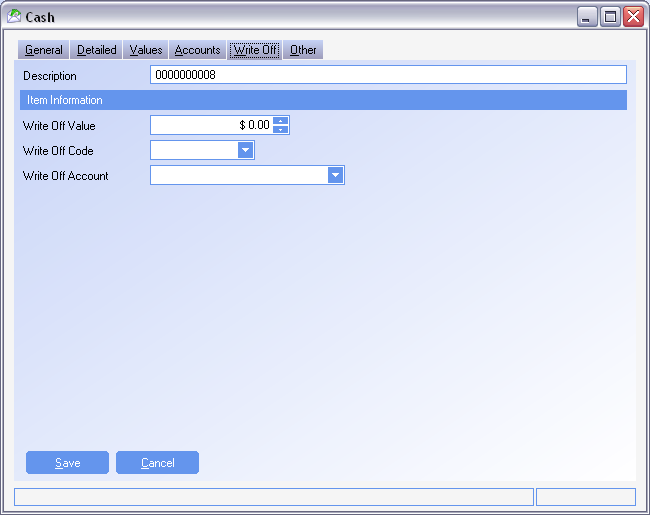 Cash
General Detailed Values Accounts Write Off Other
Description 0000000008
Item Information
Write Off Value $ 0.00
Write Off Code
Write Off Account
Save Cancel